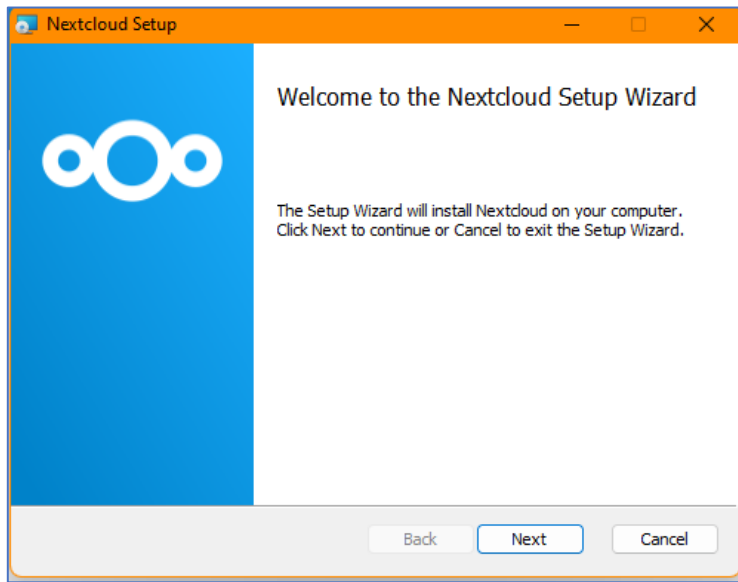 Nextcloud Setup
Welcome to the Nextcloud Setup Wizard
The Setup Wizard will install Nextcloud on your computer.
Click Next to continue or Cancel to exit the Setup Wizard.
Back Next Cancel